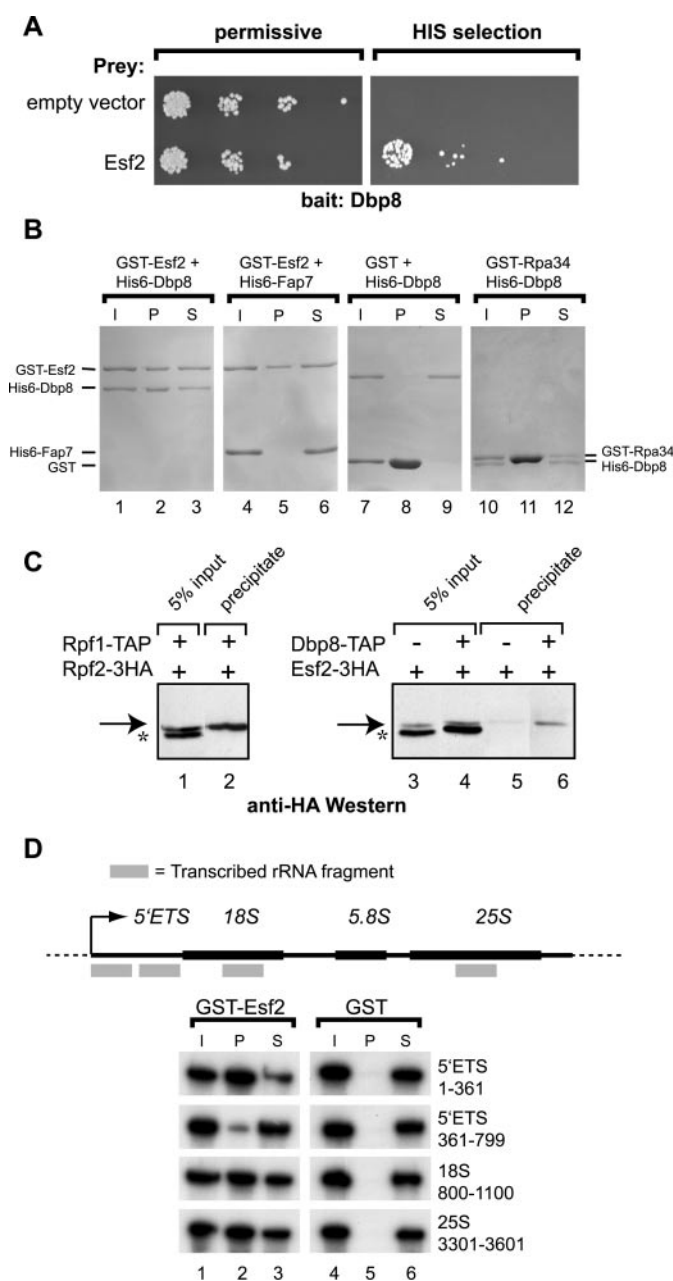 A
permissive
HIS selection
Prey:
empty vector
Esf2
bait: Dbp8
B
GST-Esf2 + His6-Dbp8
GST-Esf2 + His6-Fap7
GST + His6-Dbp8
GST-Rpa34 His6-Dbp8
I P S I P S I P S I P S
GST-Esf2
His6-Dbp8
His6-Fap7
GST
GST-Rpa34
His6-Dbp8
1 2 3 4 5 6 7 8 9 10 11 12
C
5% input
precipitate
5% input
precipitate
Rpf1-TAP + +
Rpf2-3HA + +
Dbp8-TAP - + - +
Esf2-3HA + + + +
*
*
1 2 3 4 5 6
anti-HA Western
D
= Transcribed rRNA fragment
5'ETS 18S 5.8S 25S
GST-Esf2 GST
I P S I P S
5'ETS
1-361
5'ETS
361-799
18S
800-1100
25S
3301-3601
1 2 3 4 5 6